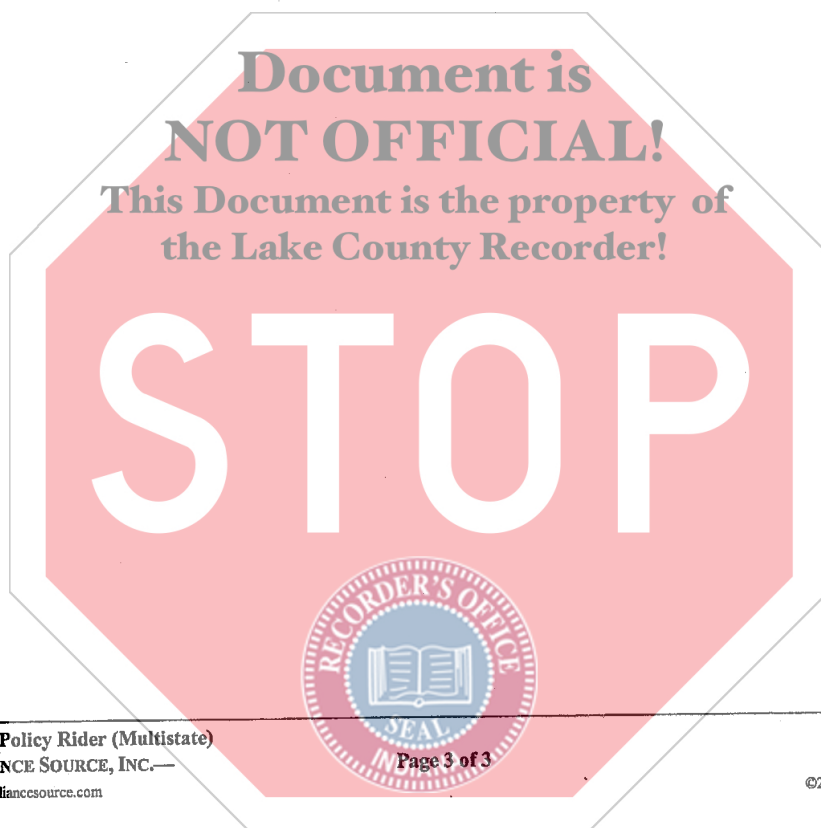 Document is
NOT OFFICIAL!
This Document is the property of
the Lake County Recorder!
STOP
RECORDER'S OFFICE
SEAL
Policy Rider (Multistate)
NCE SOURCE, INC.—
Page 3 of 3
liancesource.com
©2